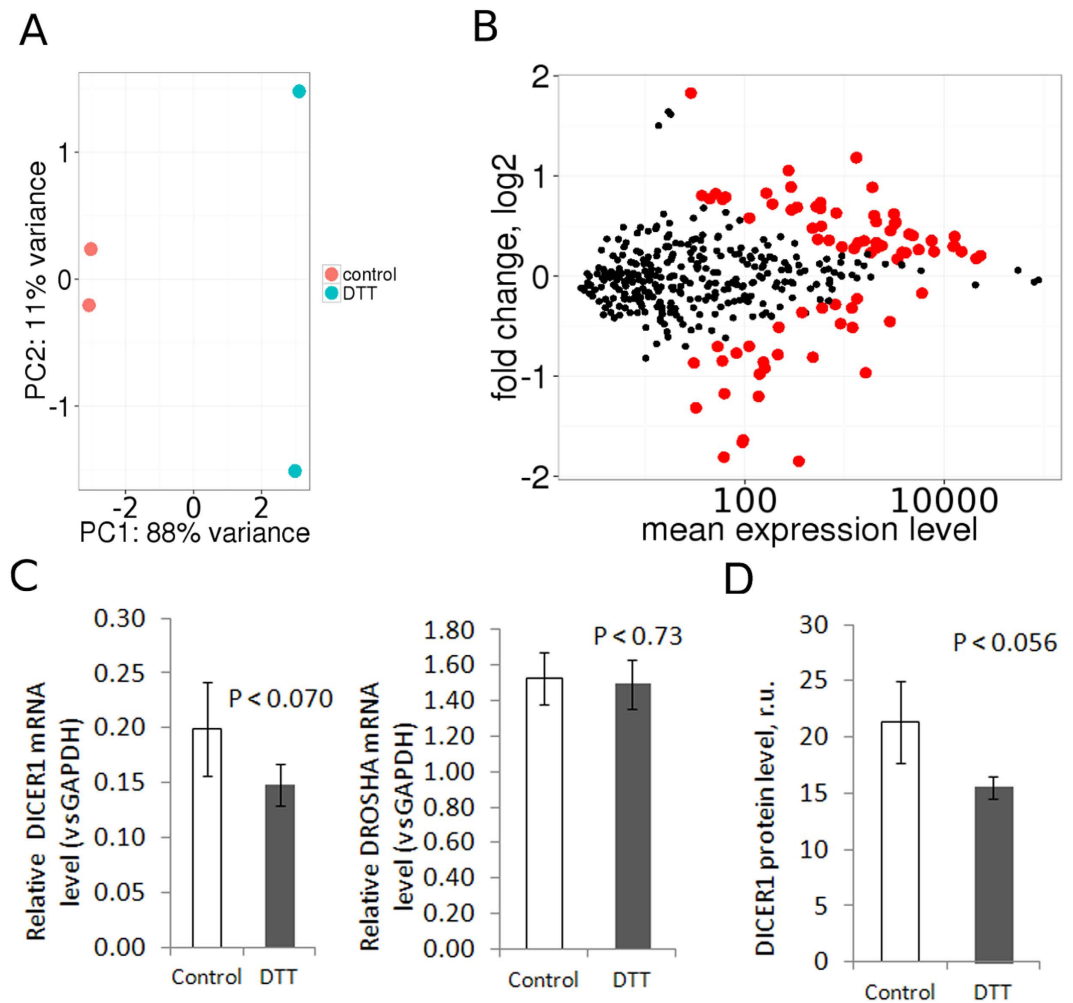 A
PC2: 11% variance
1
0
-1
-2 0 2
PC1: 88% variance
control
DTT
B
fold change, log2
2
1
0
-1
-2
100 10000
mean expression level
C
Relative DICER1 mRNA
level (vsGAPDH)
0.30
0.25
0.20
0.15
0.10
0.05
0.00
P < 0.070
Control DTT
Relative DROSHA mRNA
level (vsGAPDH)
1.80
1.60
1.40
1.20
1.00
0.80
0.60
0.40
0.20
0.00
P < 0.73
Control DTT
D
DICER1 protein level, r.u.
30
25
20
15
10
5
0
P < 0.056
Control DTT